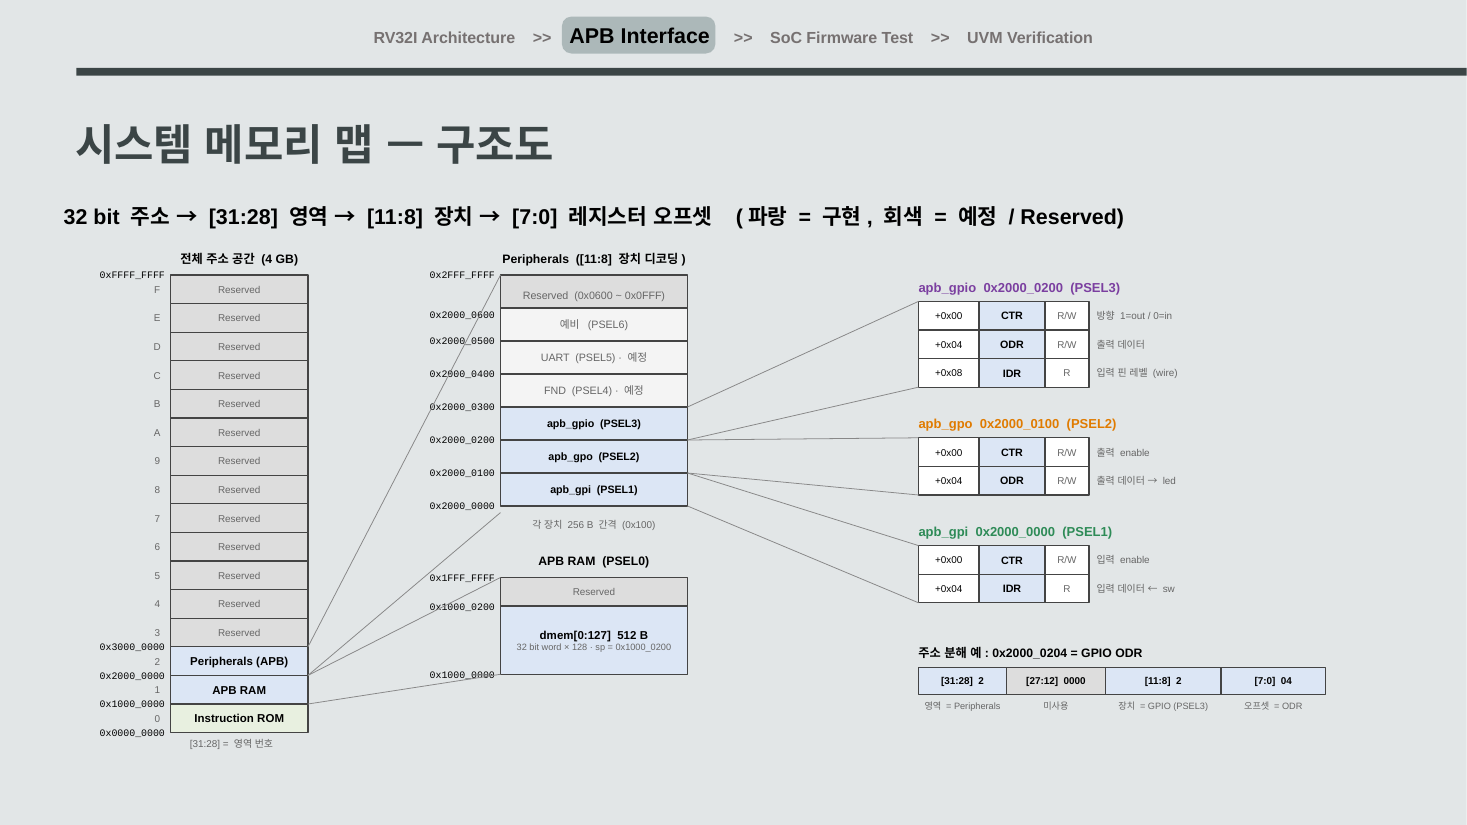 RV32I Architecture >> APB Interface >> SoC Firmware Test >> UVM Verification
시스템 메모리 맵 — 구조도
32 bit 주소 → [31:28] 영역 → [11:8] 장치 → [7:0] 레지스터 오프셋 ( 파랑 = 구현 , 회색 = 예정 / Reserved)
전체 주소 공간 (4 GB)
0xFFFF_FFFF
F Reserved
E Reserved
D Reserved
C Reserved
B Reserved
A Reserved
9 Reserved
8 Reserved
7 Reserved
6 Reserved
5 Reserved
4 Reserved
3 Reserved
0x3000_0000
2 Peripherals (APB)
0x2000_0000
1 APB RAM
0x1000_0000
0 Instruction ROM
0x0000_0000
[31:28] = 영역 번호
Peripherals ([11:8] 장치 디코딩 )
0x2FFF_FFFF
Reserved (0x0600 ~ 0x0FFF)
0x2000_0600
예비 (PSEL6)
0x2000_0500
UART (PSEL5) · 예정
0x2000_0400
FND (PSEL4) · 예정
0x2000_0300
apb_gpio (PSEL3)
0x2000_0200
apb_gpo (PSEL2)
0x2000_0100
apb_gpi (PSEL1)
0x2000_0000
각 장치 256 B 간격 (0x100)
APB RAM (PSEL0)
0x1FFF_FFFF
Reserved
0x1000_0200
dmem[0:127] 512 B
32 bit word × 128 · sp = 0x1000_0200
0x1000_0000
apb_gpio 0x2000_0200 (PSEL3)
+0x00 CTR R/W 방향 1=out / 0=in
+0x04 ODR R/W 출력 데이터
+0x08 IDR R 입력 핀 레벨 (wire)
apb_gpo 0x2000_0100 (PSEL2)
+0x00 CTR R/W 출력 enable
+0x04 ODR R/W 출력 데이터 → led
apb_gpi 0x2000_0000 (PSEL1)
+0x00 CTR R/W 입력 enable
+0x04 IDR R 입력 데이터 ← sw
주소 분해 예 : 0x2000_0204 = GPIO ODR
[31:28] 2 [27:12] 0000 [11:8] 2 [7:0] 04
영역 = Peripherals 미사용 장치 = GPIO (PSEL3) 오프셋 = ODR